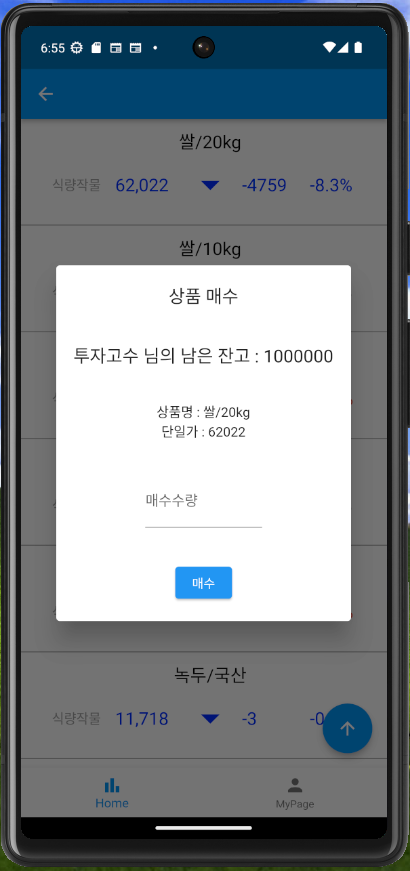 6:55
쌀/20kg
식량작물 62,022 -4759 -8.3%
쌀/10kg
상품 매수
투자고수 님의 남은 잔고 : 1000000
상품명 : 쌀/20kg
단일가 : 62022
매수수량
매수
녹두/국산
식량작물 11,718 -3
Home MyPage